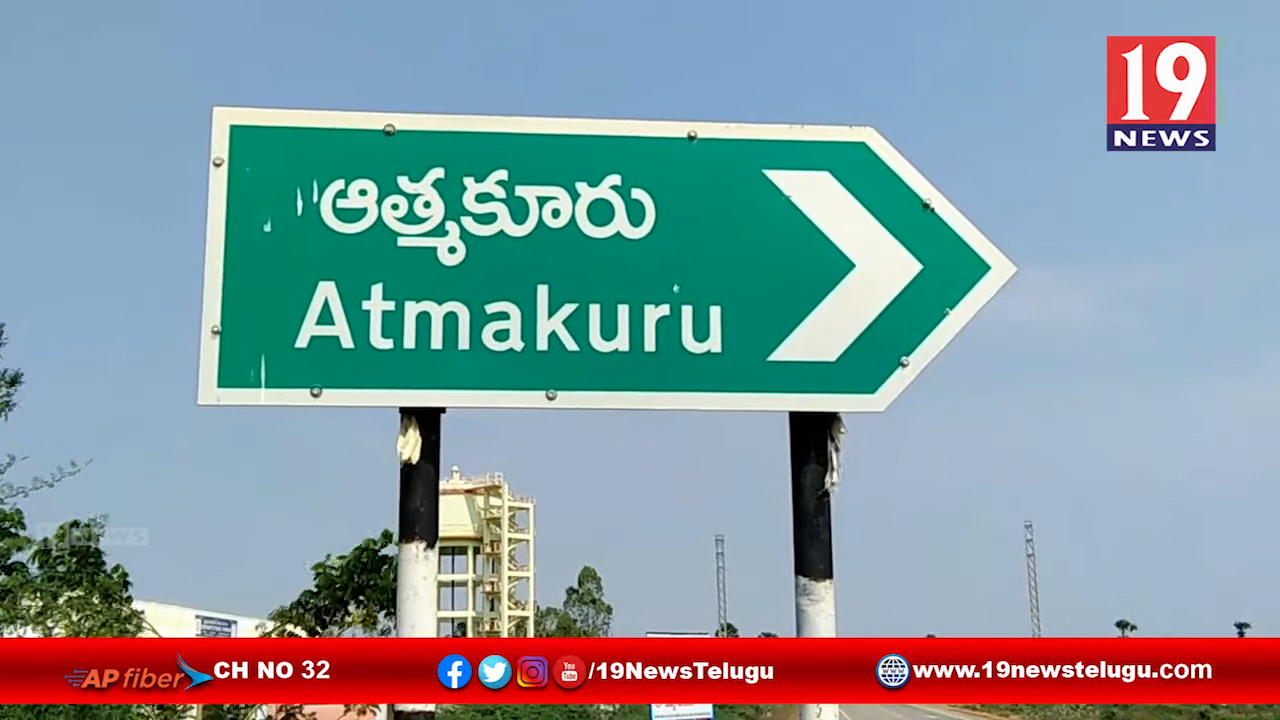 19
NEWS
ఆత్మకూరు
Atmakuru
AP fiber CH NO 32 /19NewsTelugu www.19newstelugu.com